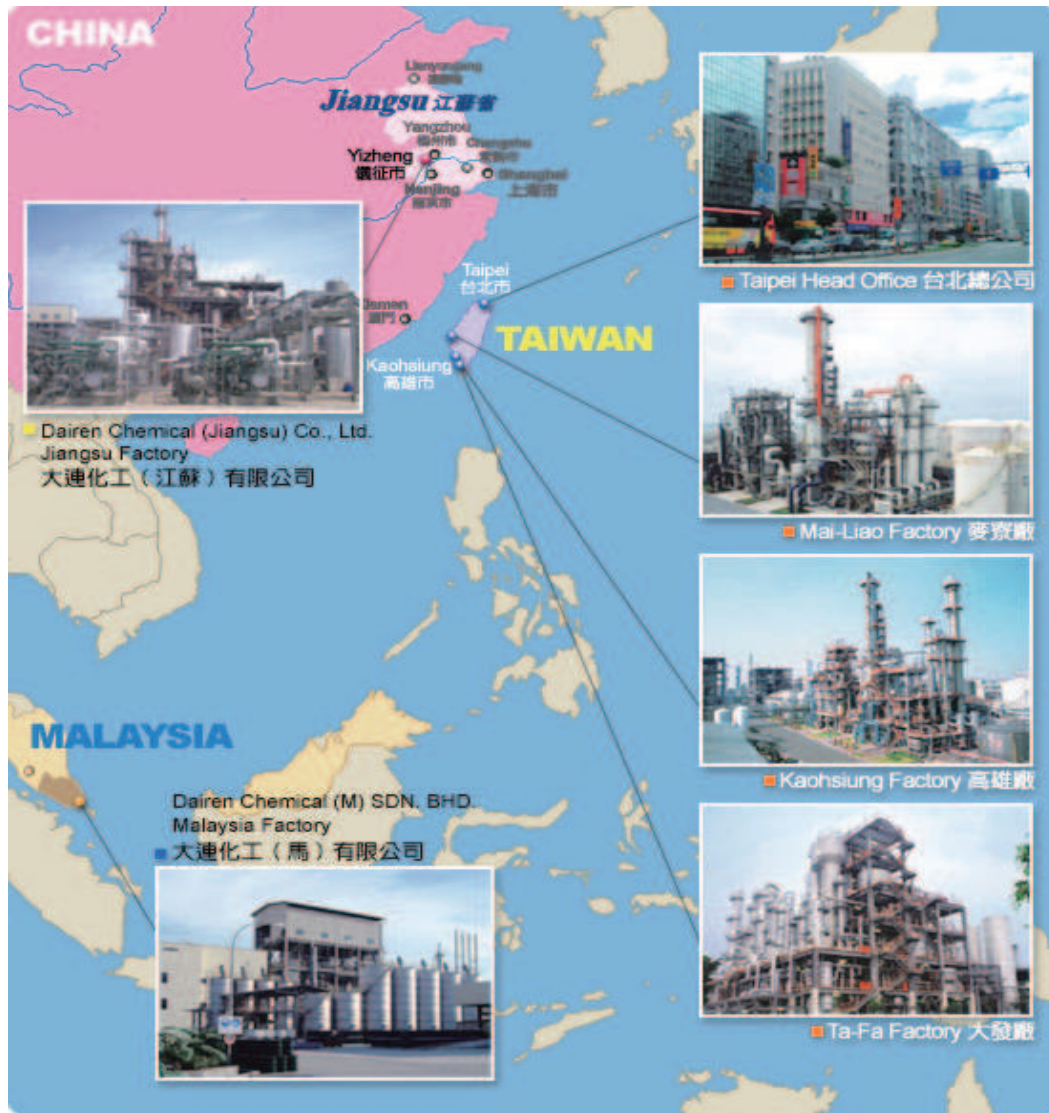 CHINA
Lianyungang
Jiangsu 江蘇省
Yangzhou
揚州市
Changshu
常熟市
Yizheng
儀征市
Nanjing
南京市
Shanghai
上海市
Taipei
台北市
Taipei Head Office 台北總公司
TAIWAN
Kaohsiung
高雄市
Dairen Chemical (Jiangsu) Co., Ltd.
Jiangsu Factory
大連化工（江蘇）有限公司
Mai-Liao Factory 麥寮廠
MALAYSIA
Kaohsiung Factory 高雄廠
Dairen Chemical (M) SDN. BHD.
Malaysia Factory
大連化工（馬）有限公司
Ta-Fa Factory 大發廠